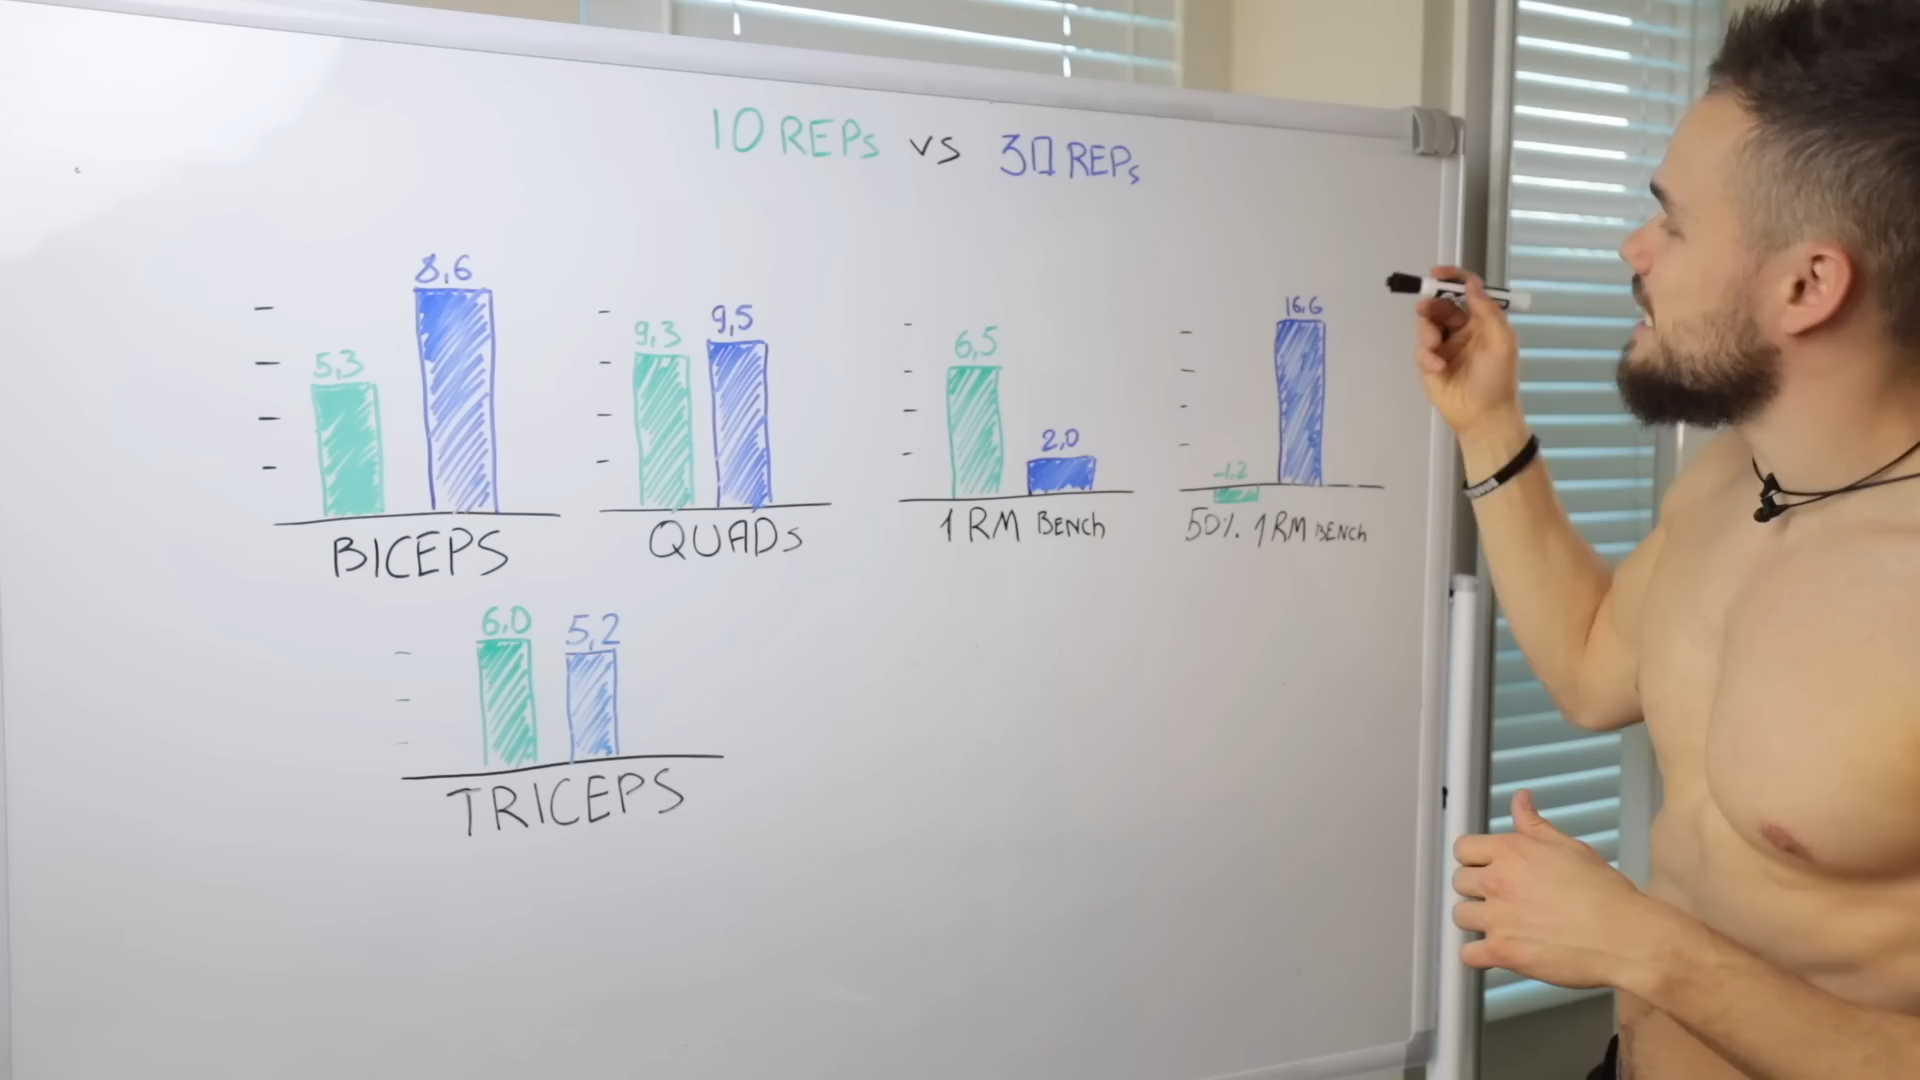 10 REPs vs 30 REPs
8,6
5,3
BICEPS
9,3
9,5
QUADs
6,5
2,0
1 RM BENCh
16,6
-1,2
50% 1RM BENCh
6,0
5,2
TRICEPS